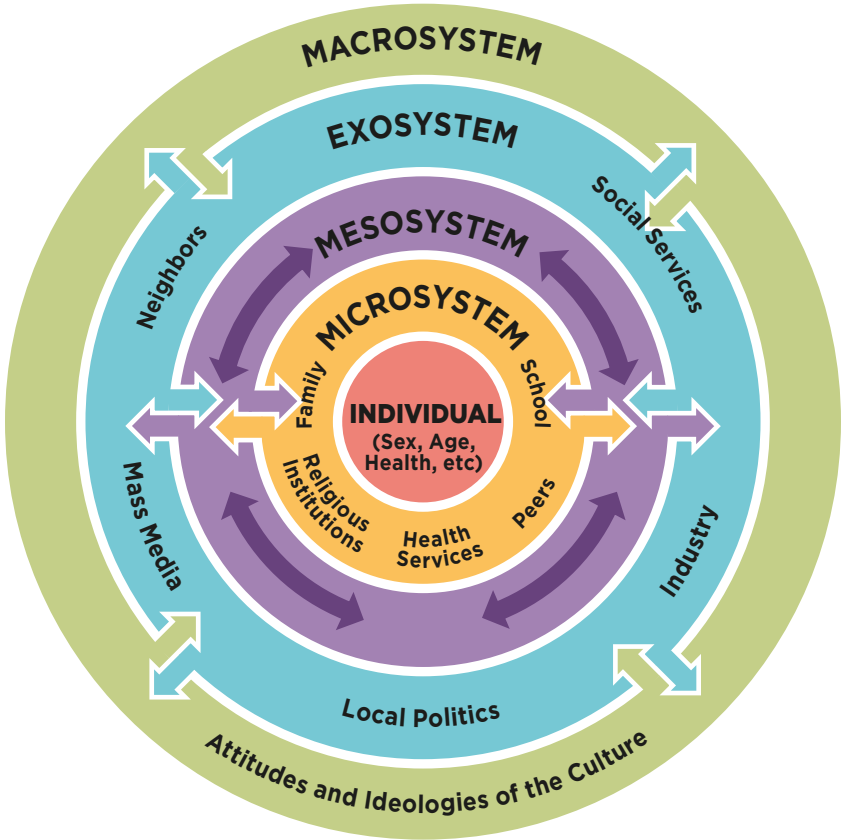 MACROSYSTEM
EXOSYSTEM
Social Services
Neighbors
MESOSYSTEM
MICROSYSTEM
Family
School
INDIVIDUAL
(Sex, Age,
Health, etc)
Religious
Institutions
Health
Services
Peers
Mass Media
Industry
Local Politics
Attitudes and Ideologies of the Culture